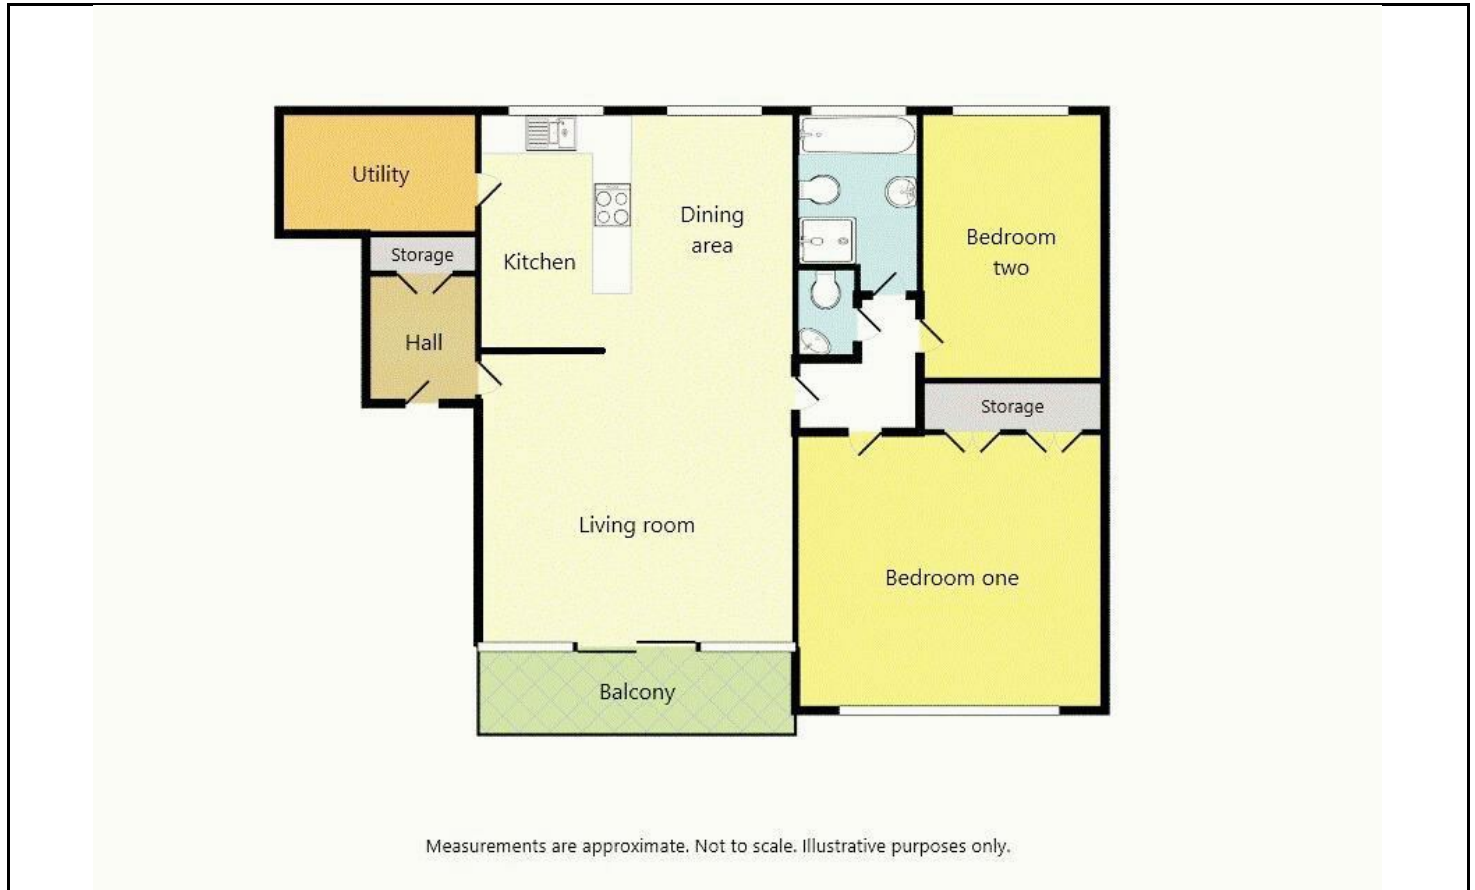 Utility
Storage
Hall
Kitchen
Dining
area
Living room
Balcony
Bedroom
two
Storage
Bedroom one
Measurements are approximate. Not to scale. Illustrative purposes only.